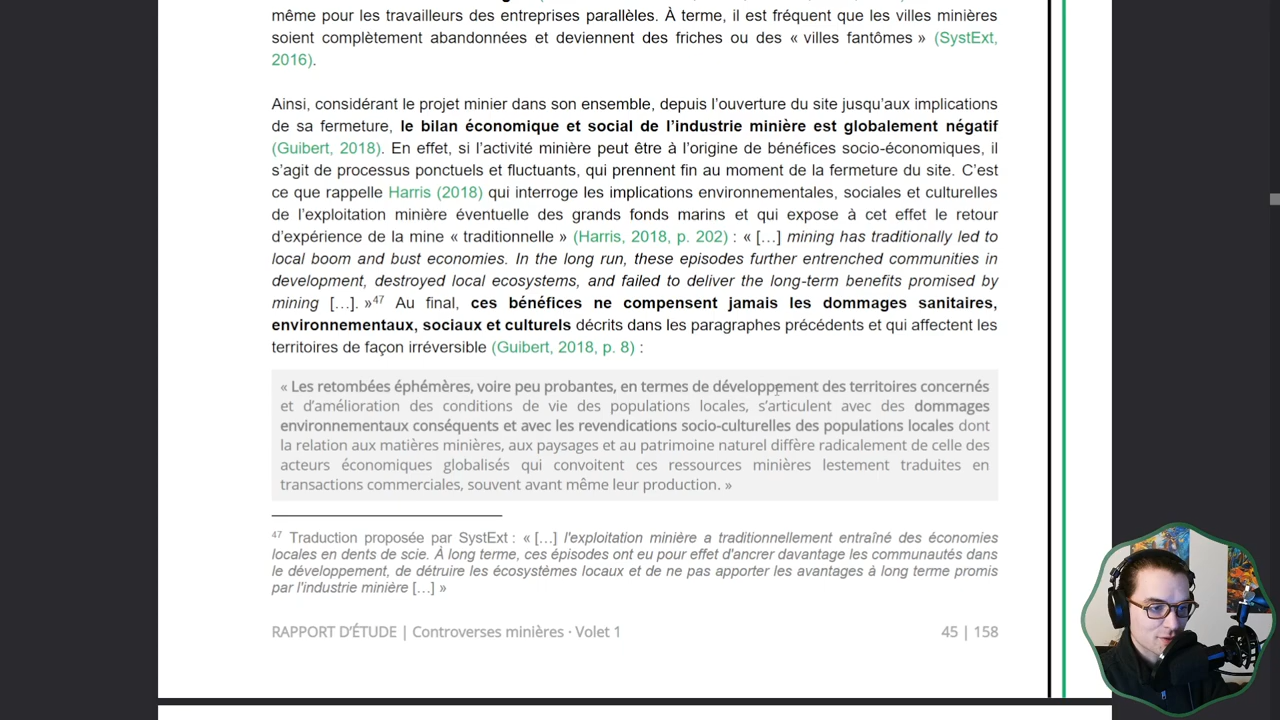 même pour les travailleurs des entreprises parallèles. À terme, il est fréquent que les villes minières
soient complètement abandonnées et deviennent des friches ou des « villes fantômes » (SystExt,
2016).
Ainsi, considérant le projet minier dans son ensemble, depuis l'ouverture du site jusqu'aux implications
de sa fermeture, le bilan économique et social de l'industrie minière est globalement négatif
(Guibert, 2018). En effet, si l'activité minière peut être à l'origine de bénéfices socio-économiques, il
s'agit de processus ponctuels et fluctuants, qui prennent fin au moment de la fermeture du site. C'est
ce que rappelle Harris (2018) qui interroge les implications environnementales, sociales et culturelles
de l'exploitation minière éventuelle des grands fonds marins et qui expose à cet effet le retour
d'expérience de la mine « traditionnelle » (Harris, 2018, p. 202) : « […] mining has traditionally led to
local boom and bust economies. In the long run, these episodes further entrenched communities in
development, destroyed local ecosystems, and failed to deliver the long-term benefits promised by
mining […]. »47 Au final, ces bénéfices ne compensent jamais les dommages sanitaires,
environnementaux, sociaux et culturels décrits dans les paragraphes précédents et qui affectent les
territoires de façon irréversible (Guibert, 2018, p. 8) :
« Les retombées éphémères, voire peu probantes, en termes de développement des territoires concernés
et d'amélioration des conditions de vie des populations locales, s'articulent avec des dommages
environnementaux conséquents et avec les revendications socio-culturelles des populations locales dont
la relation aux matières minières, aux paysages et au patrimoine naturel diffère radicalement de celle des
acteurs économiques globalisés qui convoitent ces ressources minières lestement traduites en
transactions commerciales, souvent avant même leur production. »
47 Traduction proposée par SystExt : « […] l'exploitation minière a traditionnellement entraîné des économies
locales en dents de scie. À long terme, ces épisodes ont eu pour effet d'ancrer davantage les communautés dans
le développement, de détruire les écosystèmes locaux et de ne pas apporter les avantages à long terme promis
par l'industrie minière […] »
RAPPORT D'ÉTUDE | Controverses minières · Volet 1 45 | 158